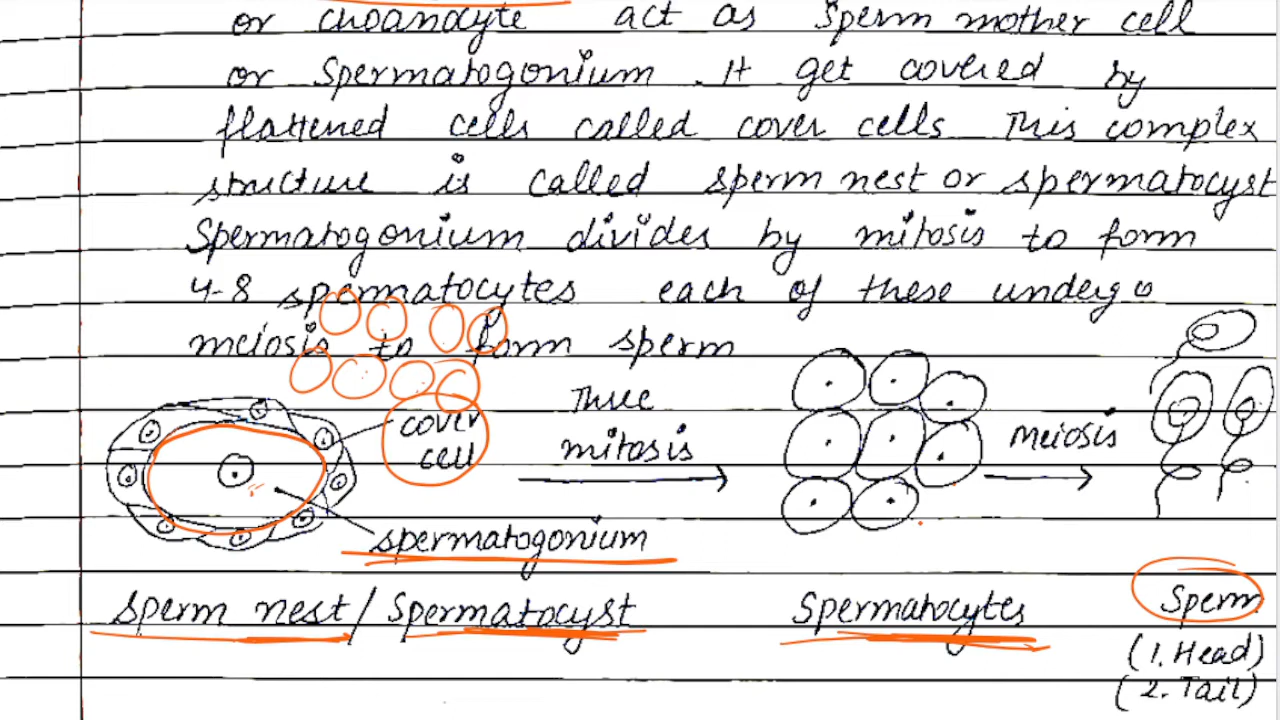 or choanocyte act as sperm mother cell
or spermatogonium. It get covered by
flattened cells called cover cells This complex
structure is called sperm nest or spermatocyst
Spermatogonium divides by mitosis to form
4-8 spermatocytes each of these undergo
meiosis to form sperm
cover
cell
Three
mitosis
Meiosis
spermatogonium
Sperm nest / Spermatocyst
Spermatocytes
Sperm
(1. Head)
(2. Tail)